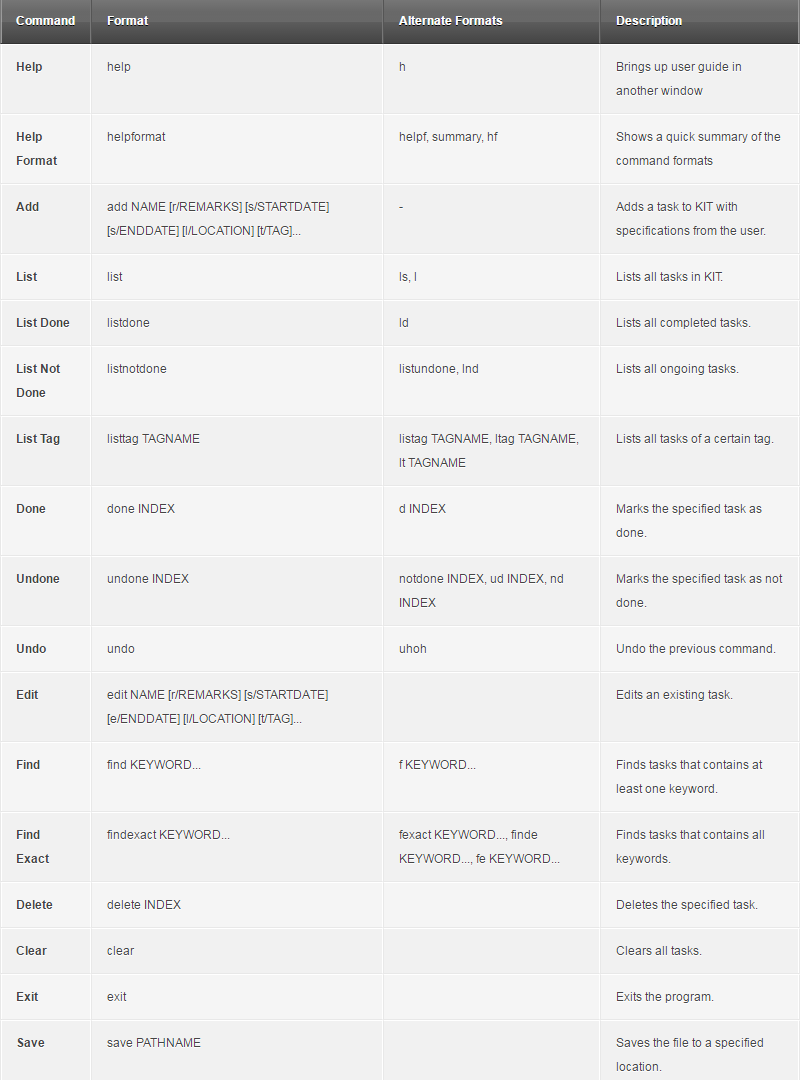 Command Format Alternate Formats Description
Help help h Brings up user guide in
another window
Help helpformat helpf, summary, hf Shows a quick summary of the
Format command formats
Add add NAME [r/REMARKS] [s/STARTDATE] - Adds a task to KIT with
[s/ENDDATE] [l/LOCATION] [t/TAG]... specifications from the user.
List list ls, l Lists all tasks in KIT.
List Done listdone ld Lists all completed tasks.
List Not listnotdone listundone, lnd Lists all ongoing tasks.
Done
List Tag listtag TAGNAME listag TAGNAME, ltag TAGNAME, Lists all tasks of a certain tag.
lt TAGNAME
Done done INDEX d INDEX Marks the specified task as
done.
Undone undone INDEX notdone INDEX, ud INDEX, nd Marks the specified task as not
INDEX done.
Undo undo uhoh Undo the previous command.
Edit edit NAME [r/REMARKS] [s/STARTDATE] Edits an existing task.
[e/ENDDATE] [l/LOCATION] [t/TAG]...
Find find KEYWORD... f KEYWORD... Finds tasks that contains at
least one keyword.
Find findexact KEYWORD... fexact KEYWORD..., finde Finds tasks that contains all
Exact KEYWORD..., fe KEYWORD... keywords.
Delete delete INDEX Deletes the specified task.
Clear clear Clears all tasks.
Exit exit Exits the program.
Save save PATHNAME Saves the file to a specified
location.